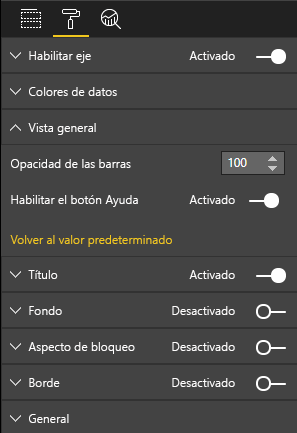 Habilitar eje Activado
Colores de datos
Vista general
Opacidad de las barras 100
Habilitar el botón Ayuda Activado
Volver al valor predeterminado
Título Activado
Fondo Desactivado
Aspecto de bloqueo Desactivado
Borde Desactivado
General